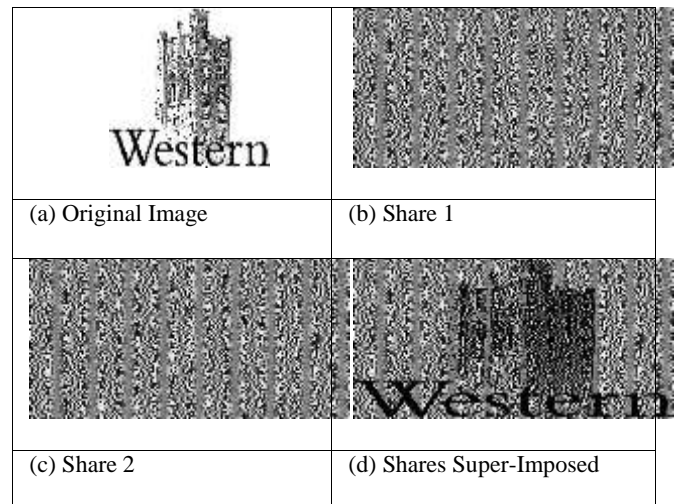 Western
(a) Original Image
(b) Share 1
Western
(c) Share 2
(d) Shares Super-Imposed